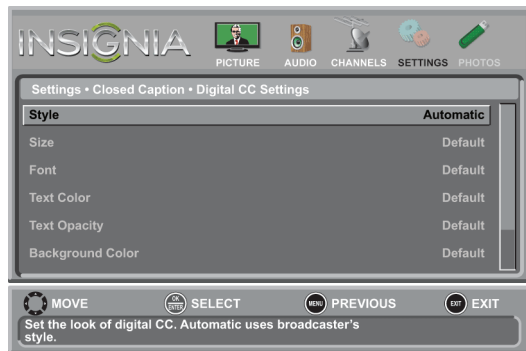 INSIGNIA
PICTURE AUDIO CHANNELS SETTINGS PHOTOS
Settings • Closed Caption • Digital CC Settings
Style Automatic
Size Default
Font Default
Text Color Default
Text Opacity Default
Background Color Default
MOVE OK ENTER SELECT MENU PREVIOUS EXIT EXIT
Set the look of digital CC. Automatic uses broadcaster's
style.